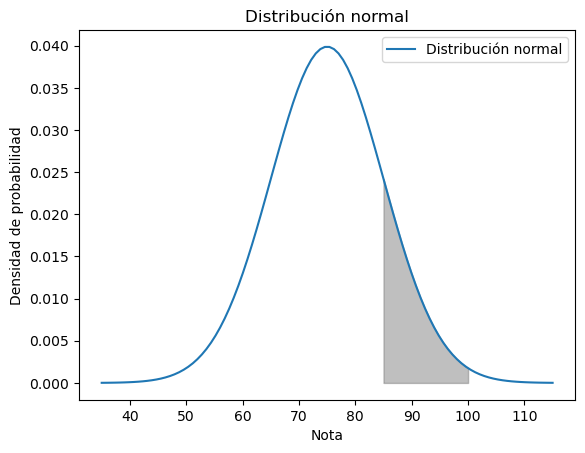 Distribución normal
Distribución normal
Densidad de probabilidad
0.040
0.035
0.030
0.025
0.020
0.015
0.010
0.005
0.000
40 50 60 70 80 90 100 110
Nota